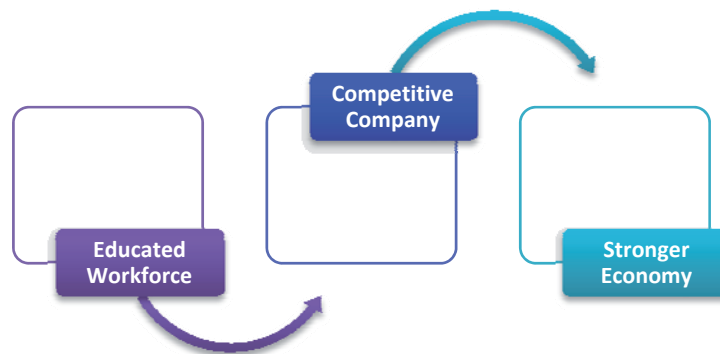 Educated
Workforce
Competitive
Company
Stronger
Economy